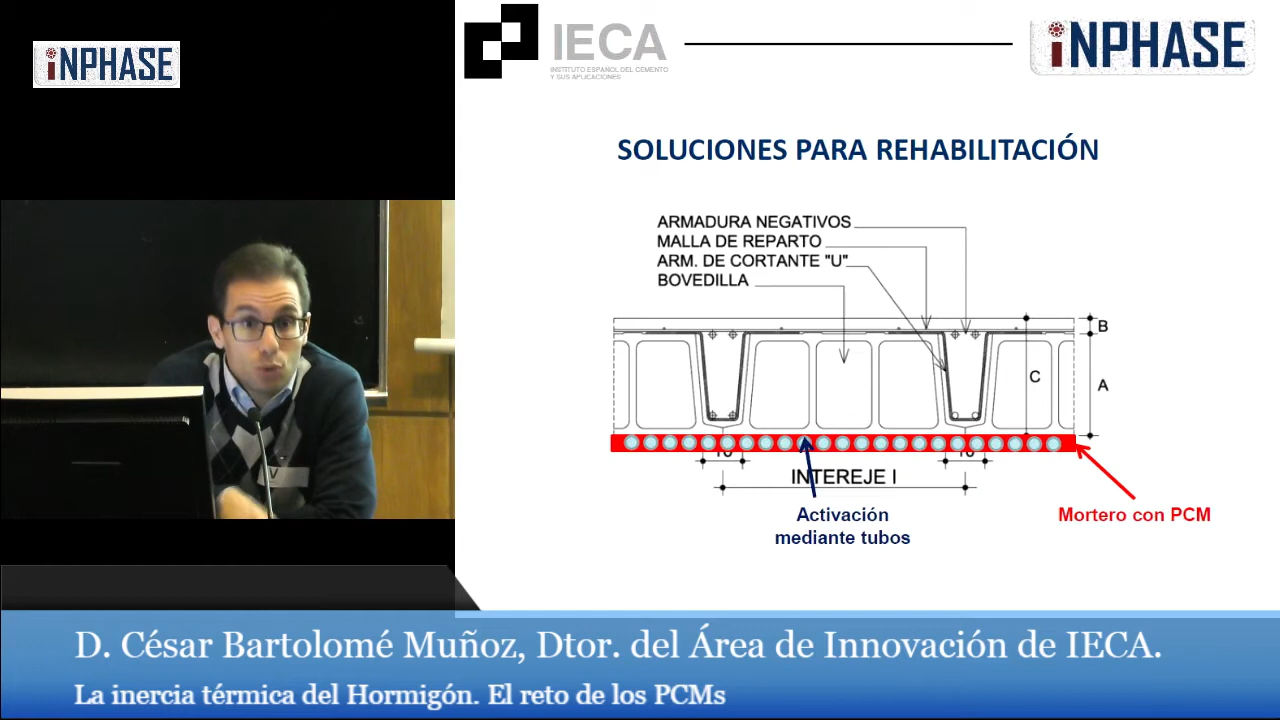 iNPHASE
IECA
INSTITUTO ESPAÑOL DEL CEMENTO
Y SUS APLICACIONES
iNPHASE
SOLUCIONES PARA REHABILITACIÓN
ARMADURA NEGATIVOS
MALLA DE REPARTO
ARM. DE CORTANTE "U"
BOVEDILLA
B
C
A
INTEREJE I
Activación
mediante tubos
Mortero con PCM
D. César Bartolomé Muñoz, Dtor. del Área de Innovación de IECA.
La inercia térmica del Hormigón. El reto de los PCMs